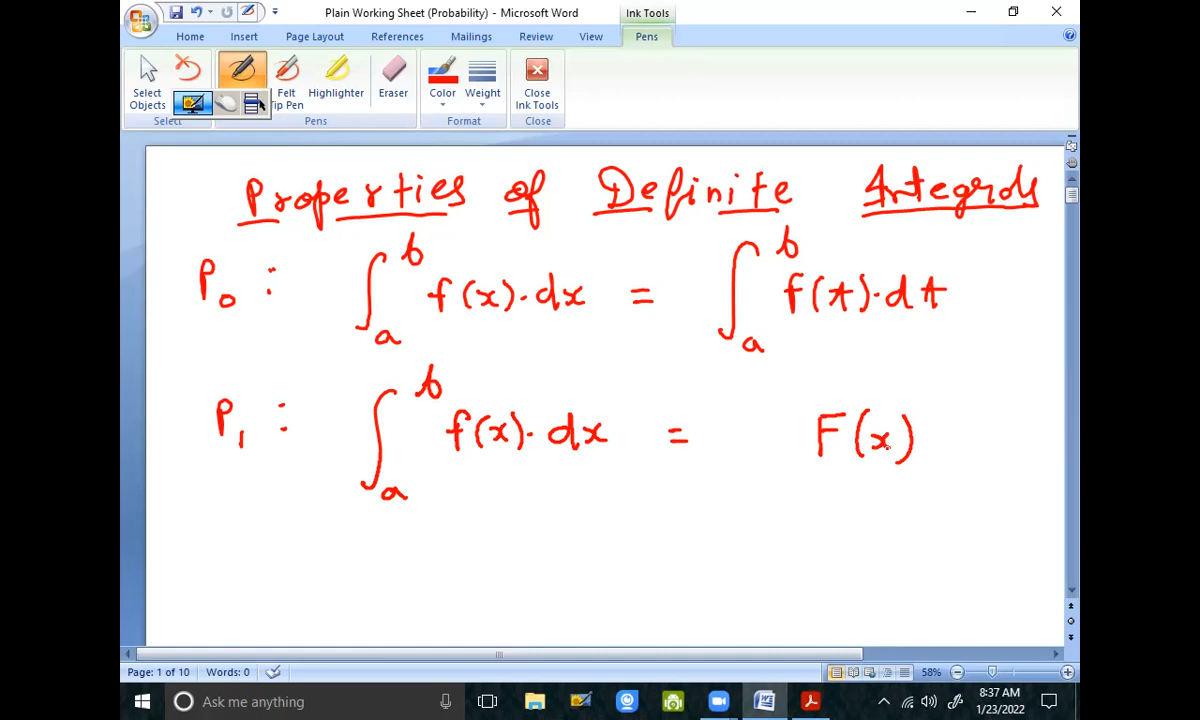 Plain Working Sheet (Probability) - Microsoft Word
Ink Tools
Home Insert Page Layout References Mailings Review View Pens
Select Objects
Felt Tip Pen
Highlighter
Eraser
Color
Weight
Close Ink Tools
Select
Pens
Format
Close
Properties of Definite Integrals
P₀ : ∫ₐᵇ f(x)·dx = ∫ₐᵇ f(t)·dt
P₁ : ∫ₐᵇ f(x)·dx = F(x)
Page: 1 of 10 Words: 0 58%
Ask me anything
8:37 AM
1/23/2022